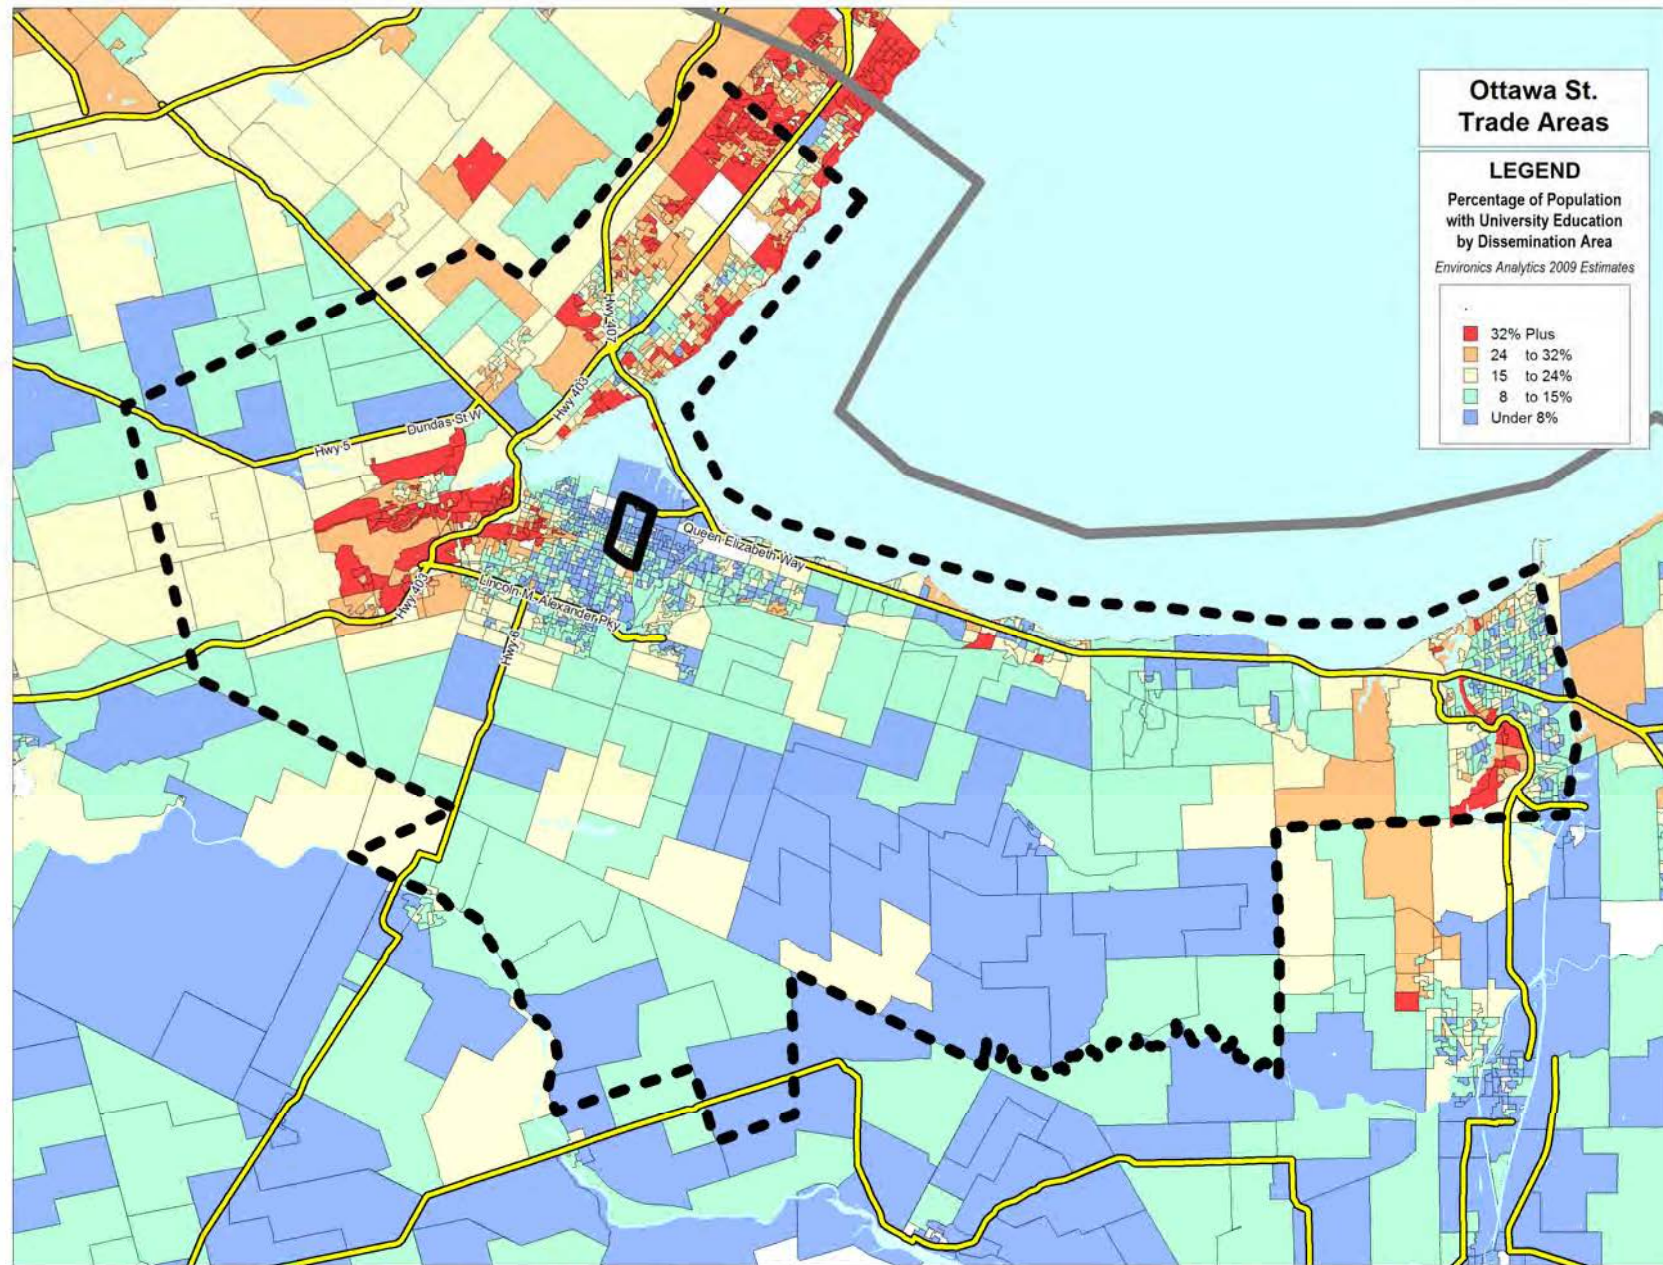 Ottawa St.
Trade Areas
LEGEND
Percentage of Population
with University Education
by Dissemination Area
Environics Analytics 2009 Estimates
32% Plus
24 to 32%
15 to 24%
8 to 15%
Under 8%
Hwy 407
Hwy 403
Dundas St W
Hwy 5
Queen Elizabeth Way
Lincoln M. Alexander Pky
Hwy 403
Hwy 6